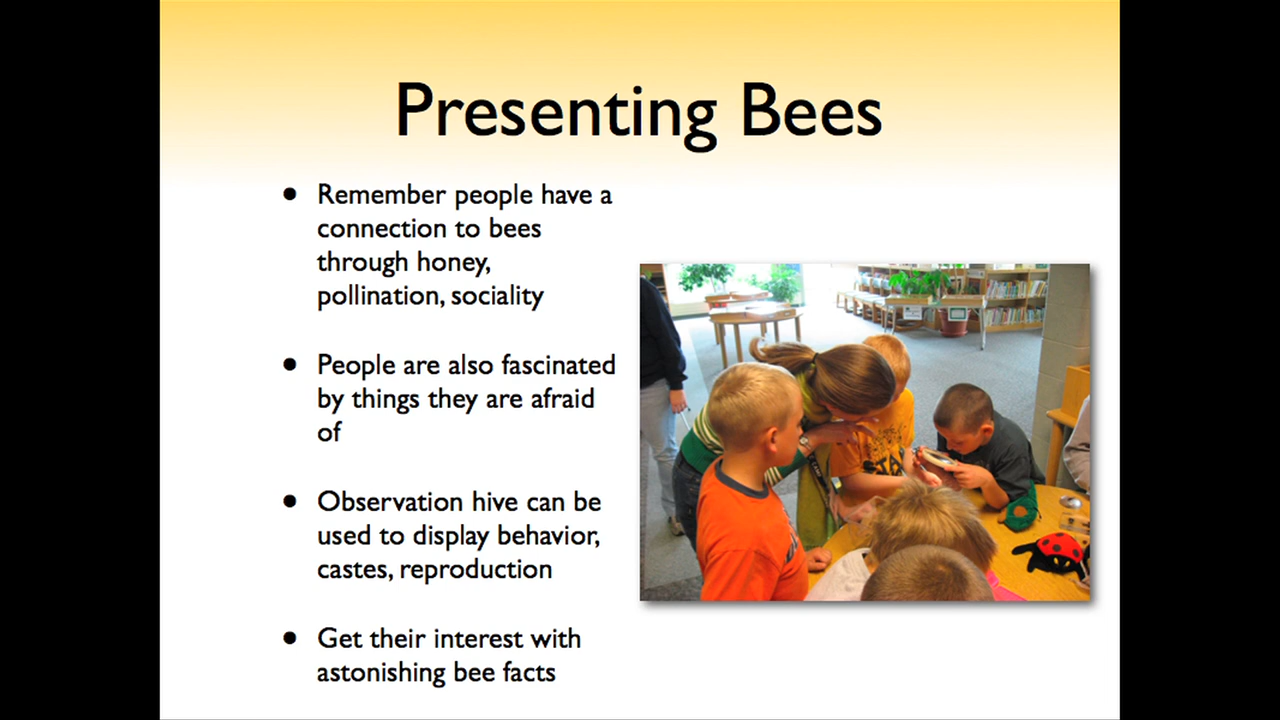 Presenting Bees
• Remember people have a
connection to bees
through honey,
pollination, sociality
• People are also fascinated
by things they are afraid
of
• Observation hive can be
used to display behavior,
castes, reproduction
• Get their interest with
astonishing bee facts